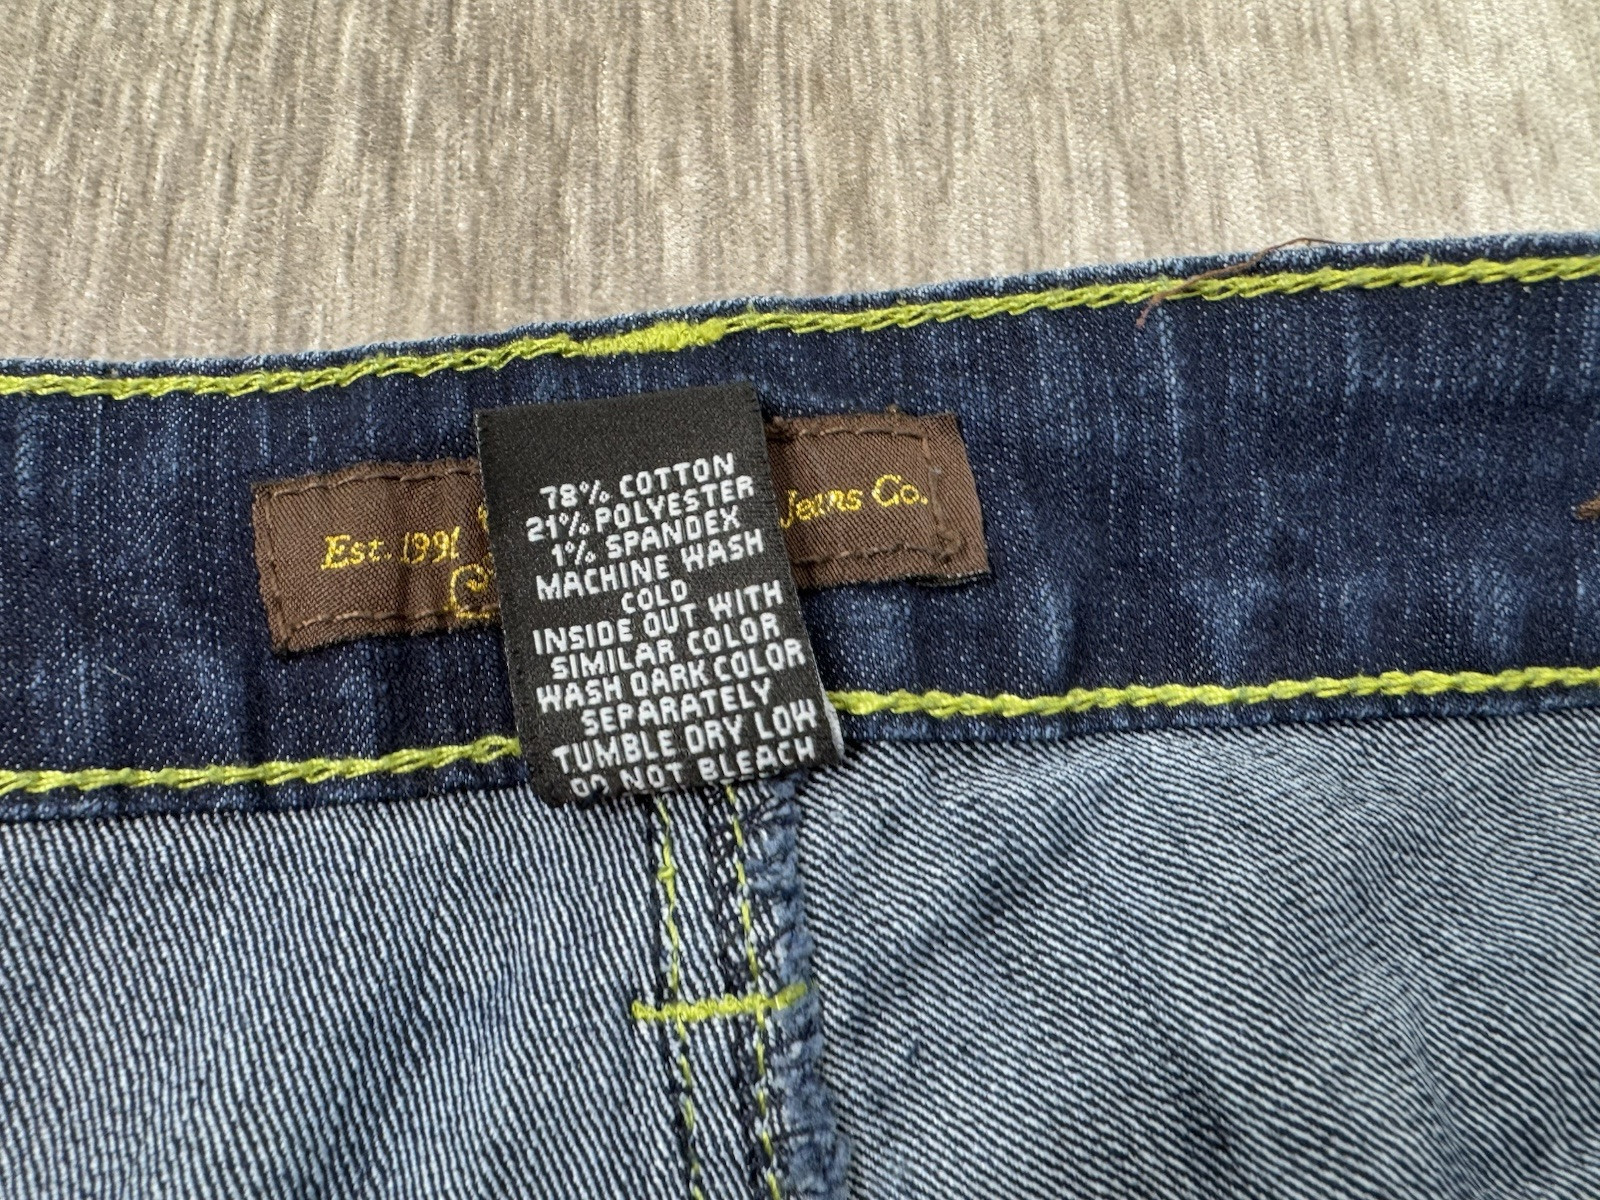 78% COTTON
21% POLYESTER
1% SPANDEX
MACHINE WASH
COLD
INSIDE OUT WITH
SIMILAR COLOR
WASH DARK COLOR
SEPARATELY
TUMBLE DRY LOW
DO NOT BLEACH
Est. 1991
Jeans Co.